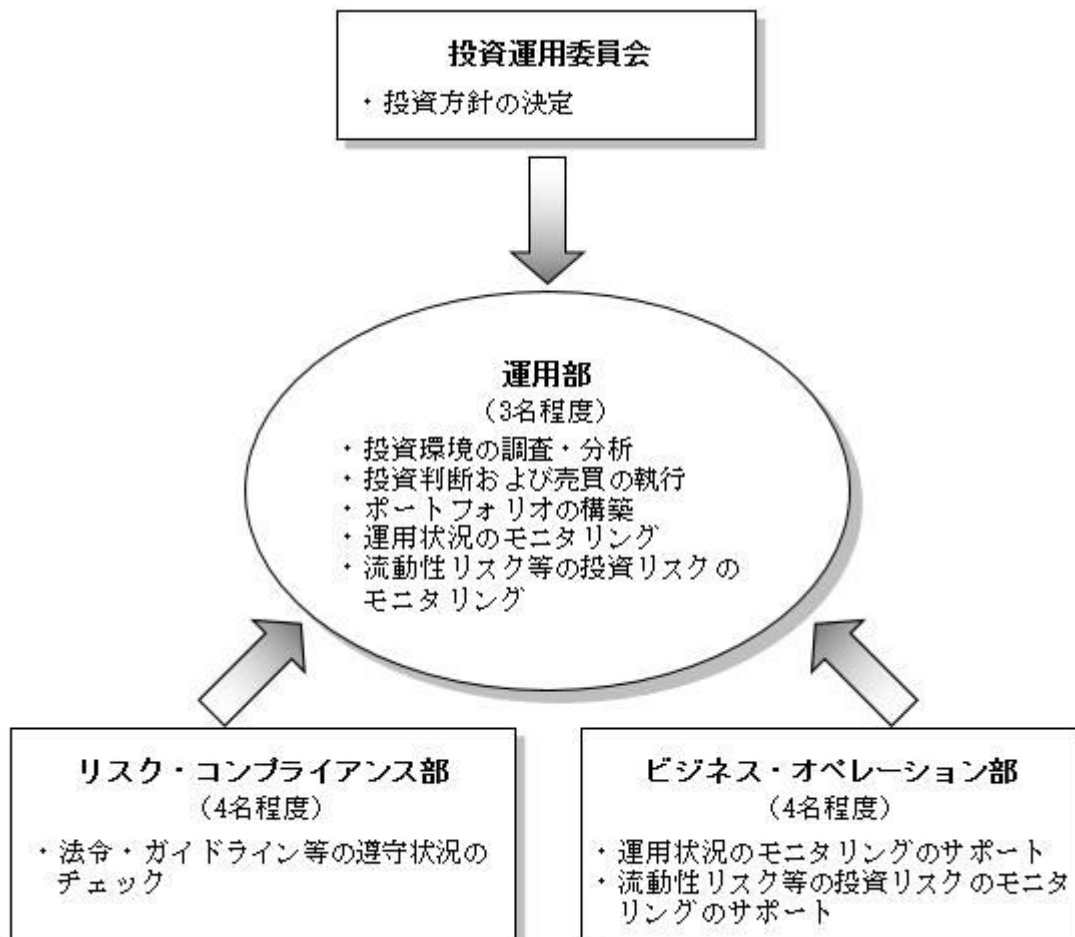 投資運用委員会
・投資方針の決定
運用部
(3名程度)
・投資環境の調査・分析
・投資判断および売買の執行
・ポートフォリオの構築
・運用状況のモニタリング
・流動性リスク等の投資リスクの
モニタリング
リスク・コンプライアンス部
(4名程度)
・法令・ガイドライン等の遵守状況の
チェック
ビジネス・オペレーション部
(4名程度)
・運用状況のモニタリングのサポート
・流動性リスク等の投資リスクのモニタ
リングのサポート